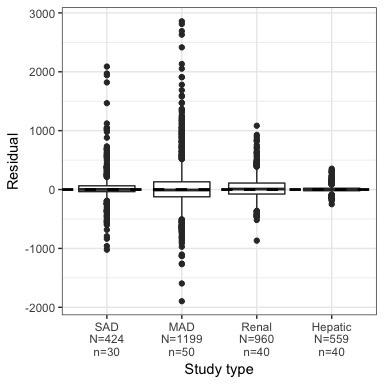 3000
2000
1000
0
-1000
-2000
Residual
SAD MAD Renal Hepatic
N=424 N=1199 N=960 N=559
n=30 n=50 n=40 n=40
Study type